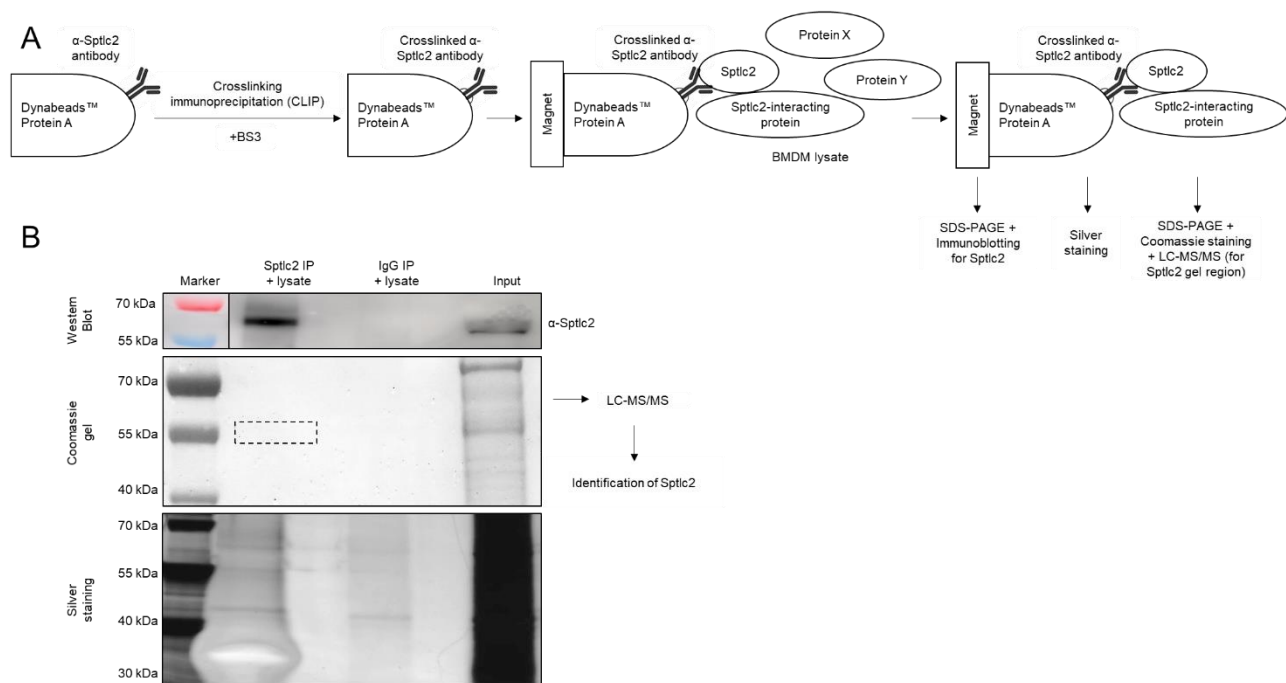 A
α-Sptlc2
antibody
Dynabeads™
Protein A
Crosslinking
immunoprecipitation (CLIP)
+BS3
Crosslinked α-
Sptlc2 antibody
Dynabeads™
Protein A
Crosslinked α-
Sptlc2 antibody
Magnet
Dynabeads™
Protein A
Sptlc2
Sptlc2-interacting
protein
Protein X
Protein Y
BMDM lysate
Crosslinked α-
Sptlc2 antibody
Magnet
Dynabeads™
Protein A
Sptlc2
Sptlc2-interacting
protein
SDS-PAGE +
Immunoblotting
for Sptlc2
Silver
staining
SDS-PAGE +
Coomassie staining
+ LC-MS/MS (for
Sptlc2 gel region)
B
Marker
Sptlc2 IP
+ lysate
IgG IP
+ lysate
Input
Western
Blot
70 kDa
55 kDa
α-Sptlc2
Coomassie
gel
70 kDa
55 kDa
40 kDa
LC-MS/MS
Identification of Sptlc2
Silver
staining
70 kDa
55 kDa
40 kDa
30 kDa